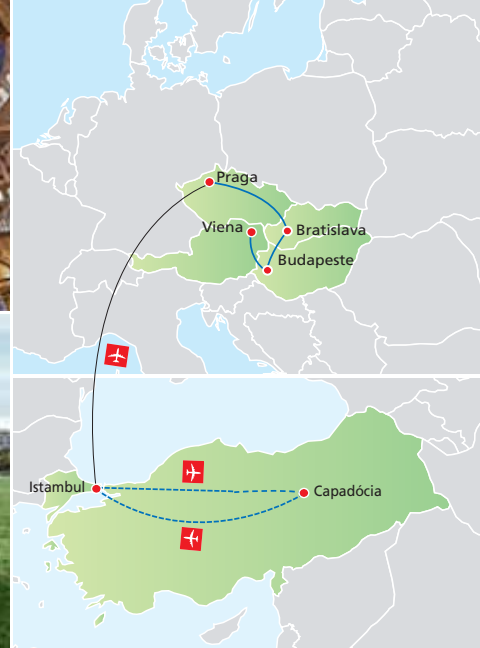 Praga
Viena
Bratislava
Budapeste
Istambul
Capadócia